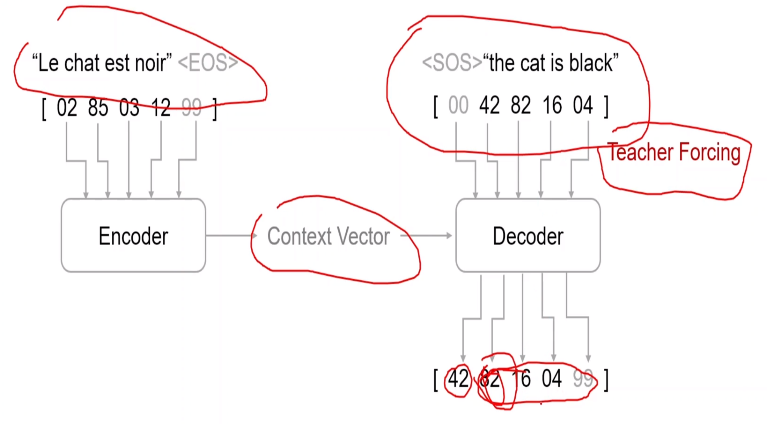 “Le chat est noir” <EOS>
[ 02 85 03 12 99 ]
<SOS>“the cat is black”
[ 00 42 82 16 04 ]
Teacher Forcing
Encoder
Context Vector
Decoder
[ 42 82 16 04 99 ]